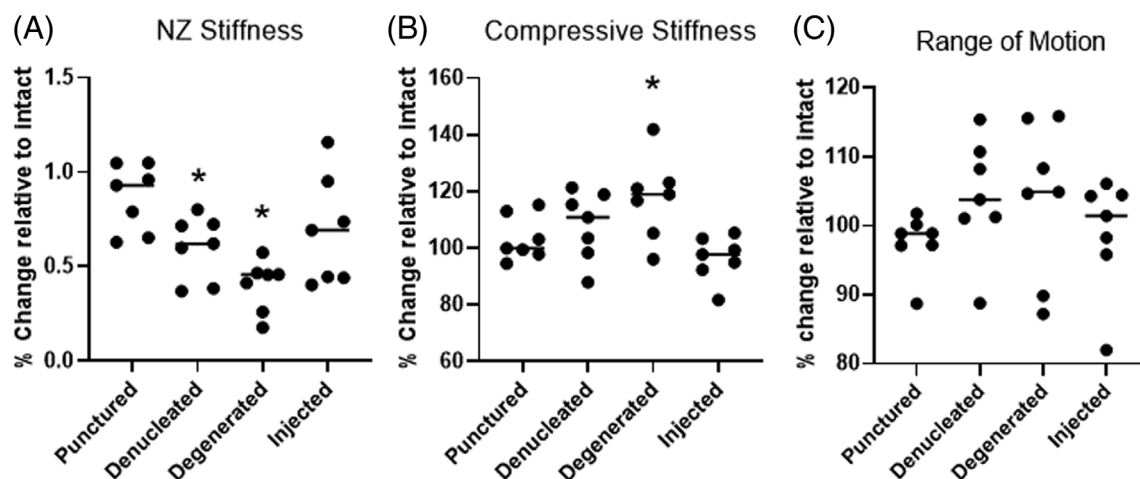 (A) NZ Stiffness
% Change relative to intact
1.5
1.0
0.5
0.0
* *
Punctured
Denucleated
Degenerated
Injected
(B) Compressive Stiffness
% Change relative to intact
160
140
120
100
80
60
*
Punctured
Denucleated
Degenerated
Injected
(C) Range of Motion
% change relative to intact
120
110
100
90
80
Punctured
Denucleated
Degenerated
Injected